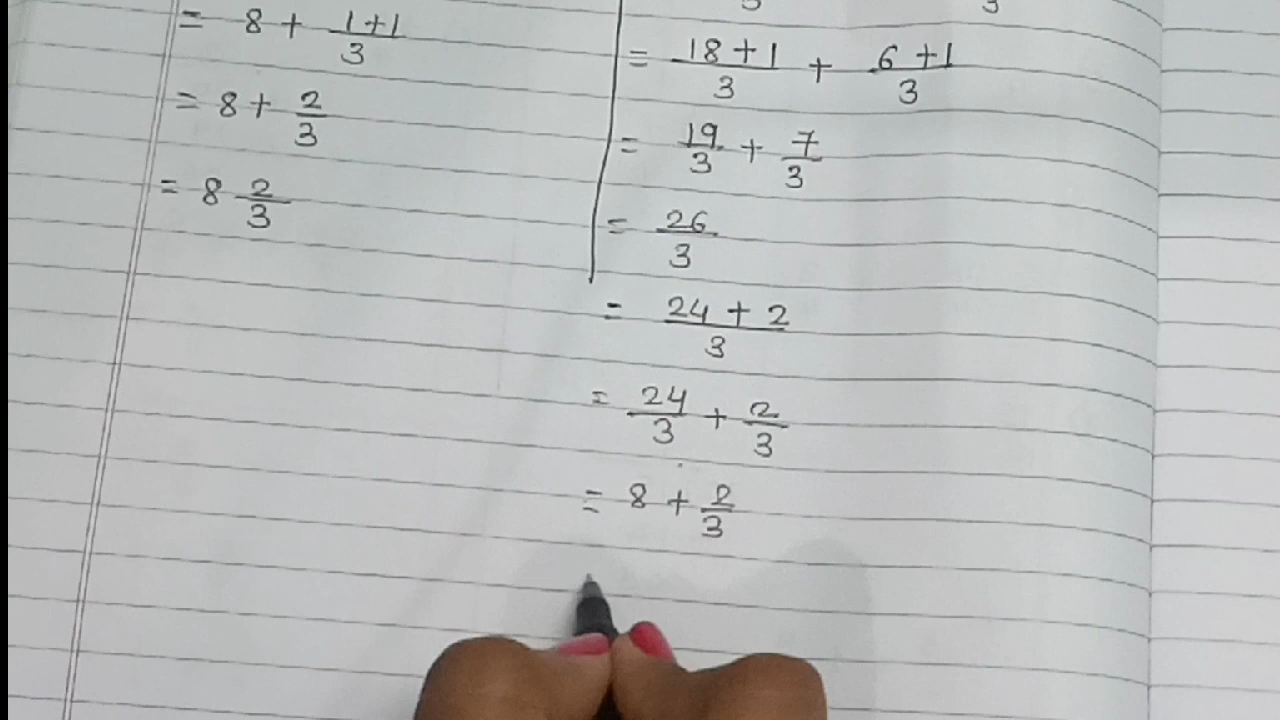 = 8 + 1+1/3
= 8 + 2/3
= 8 2/3
= 18+1/3 + 6+1/3
= 19/3 + 7/3
= 26/3
= 24+2/3
= 24/3 + 2/3
= 8 + 2/3